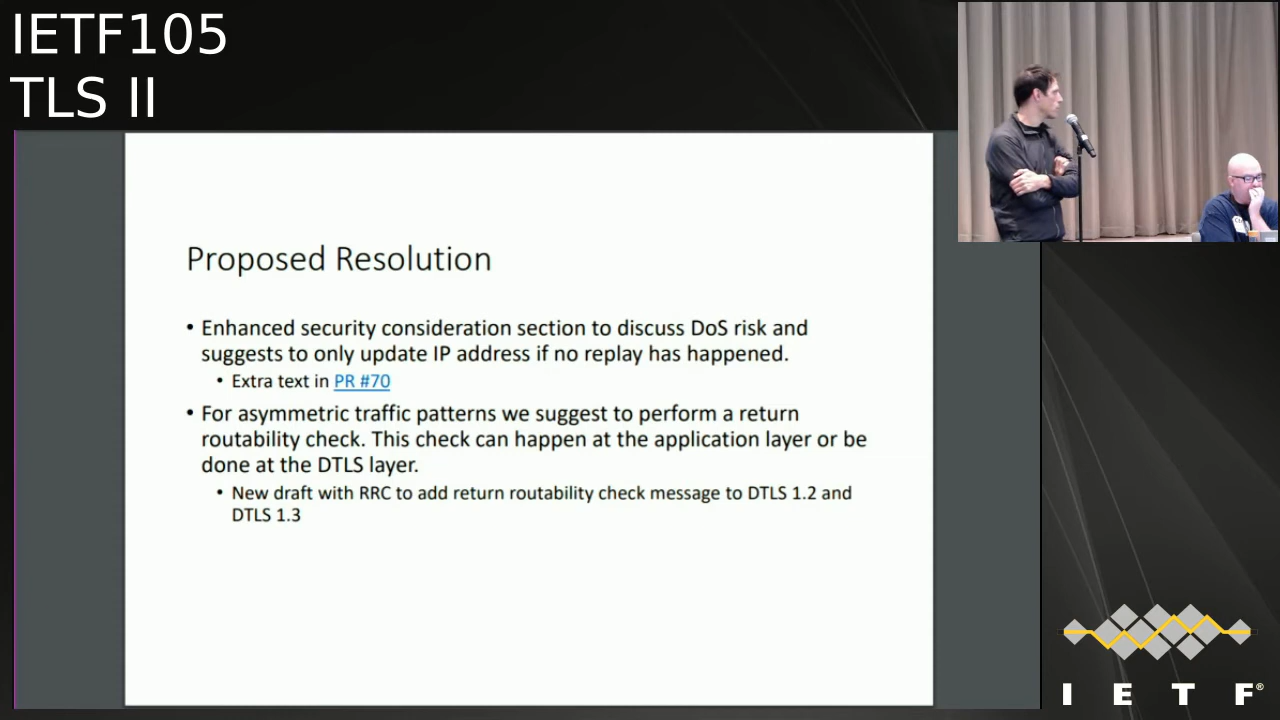 IETF105
TLS II
Proposed Resolution
• Enhanced security consideration section to discuss DoS risk and
suggests to only update IP address if no replay has happened.
• Extra text in PR #70
• For asymmetric traffic patterns we suggest to perform a return
routability check. This check can happen at the application layer or be
done at the DTLS layer.
• New draft with RRC to add return routability check message to DTLS 1.2 and
DTLS 1.3
I E T F®